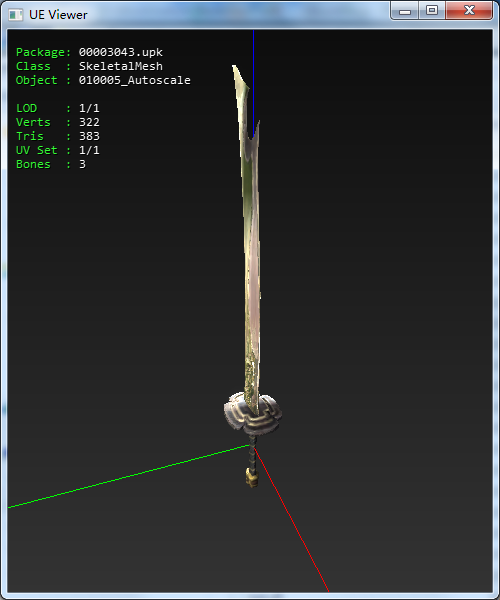 UE Viewer
Package: 00003043.upk
Class : SkeletalMesh
Object : 010005_Autoscale
LOD : 1/1
Verts : 322
Tris : 383
UV Set : 1/1
Bones : 3